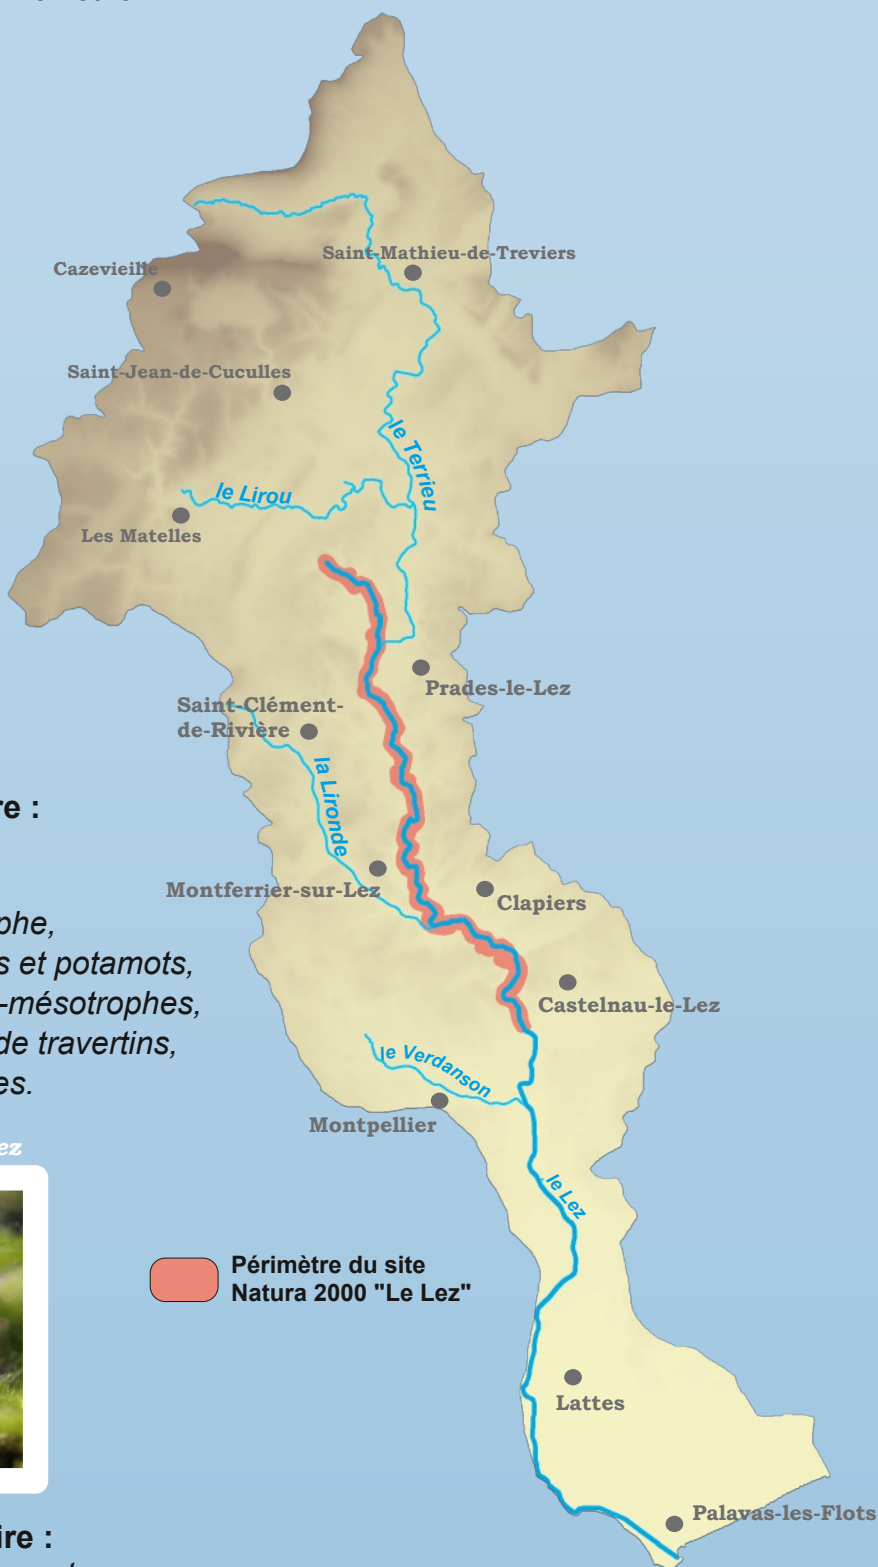 Saint-Mathieu-de-Treviers
Cazevieille
Saint-Jean-de-Cuculles
le Terrieu
le Lirou
Les Matelles
Prades-le-Lez
Saint-Clément-
de-Rivière
la Lironde
re :
Montferrier-sur-Lez
Clapiers
phe,
s et potamots,
-mésotrophes,
Castelnau-le-Lez
de travertins,
le Verdanson
es.
Montpellier
ez
le Lez
Périmètre du site
Natura 2000 "Le Lez"
Lattes
Palavas-les-Flots
ire :